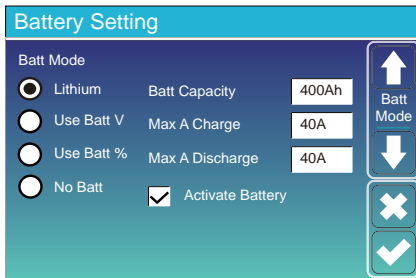 Battery Setting
Batt Mode
Lithium
Batt Capacity
400Ah
Use Batt V
Max A Charge
40A
Use Batt %
Max A Discharge
40A
No Batt
Activate Battery
Batt
Mode